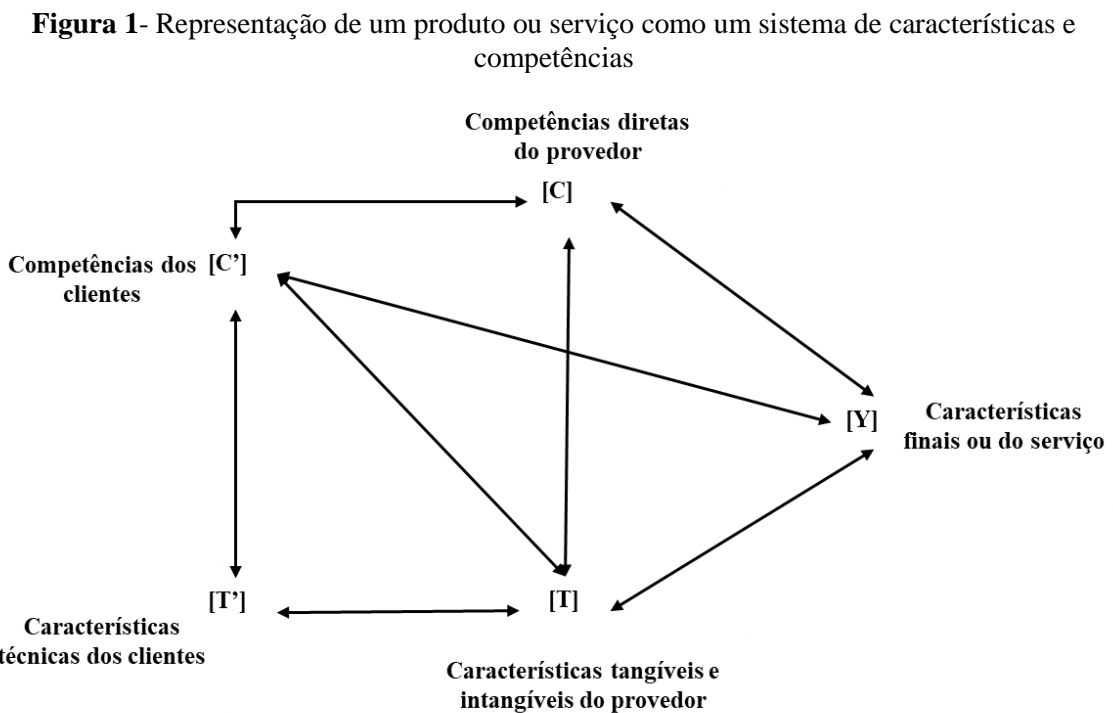 Figura 1- Representação de um produto ou serviço como um sistema de características e
competências
Competências diretas
do provedor
[C]
Competências dos
clientes
[C’]
[Y]
Características
finais ou do serviço
[T’]
Características
técnicas dos clientes
[T]
Características tangíveis e
intangíveis do provedor